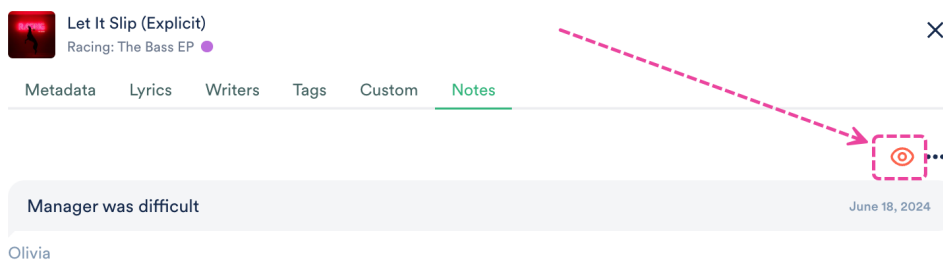 Let It Slip (Explicit)
Racing: The Bass EP
Metadata Lyrics Writers Tags Custom Notes
Manager was difficult June 18, 2024
Olivia